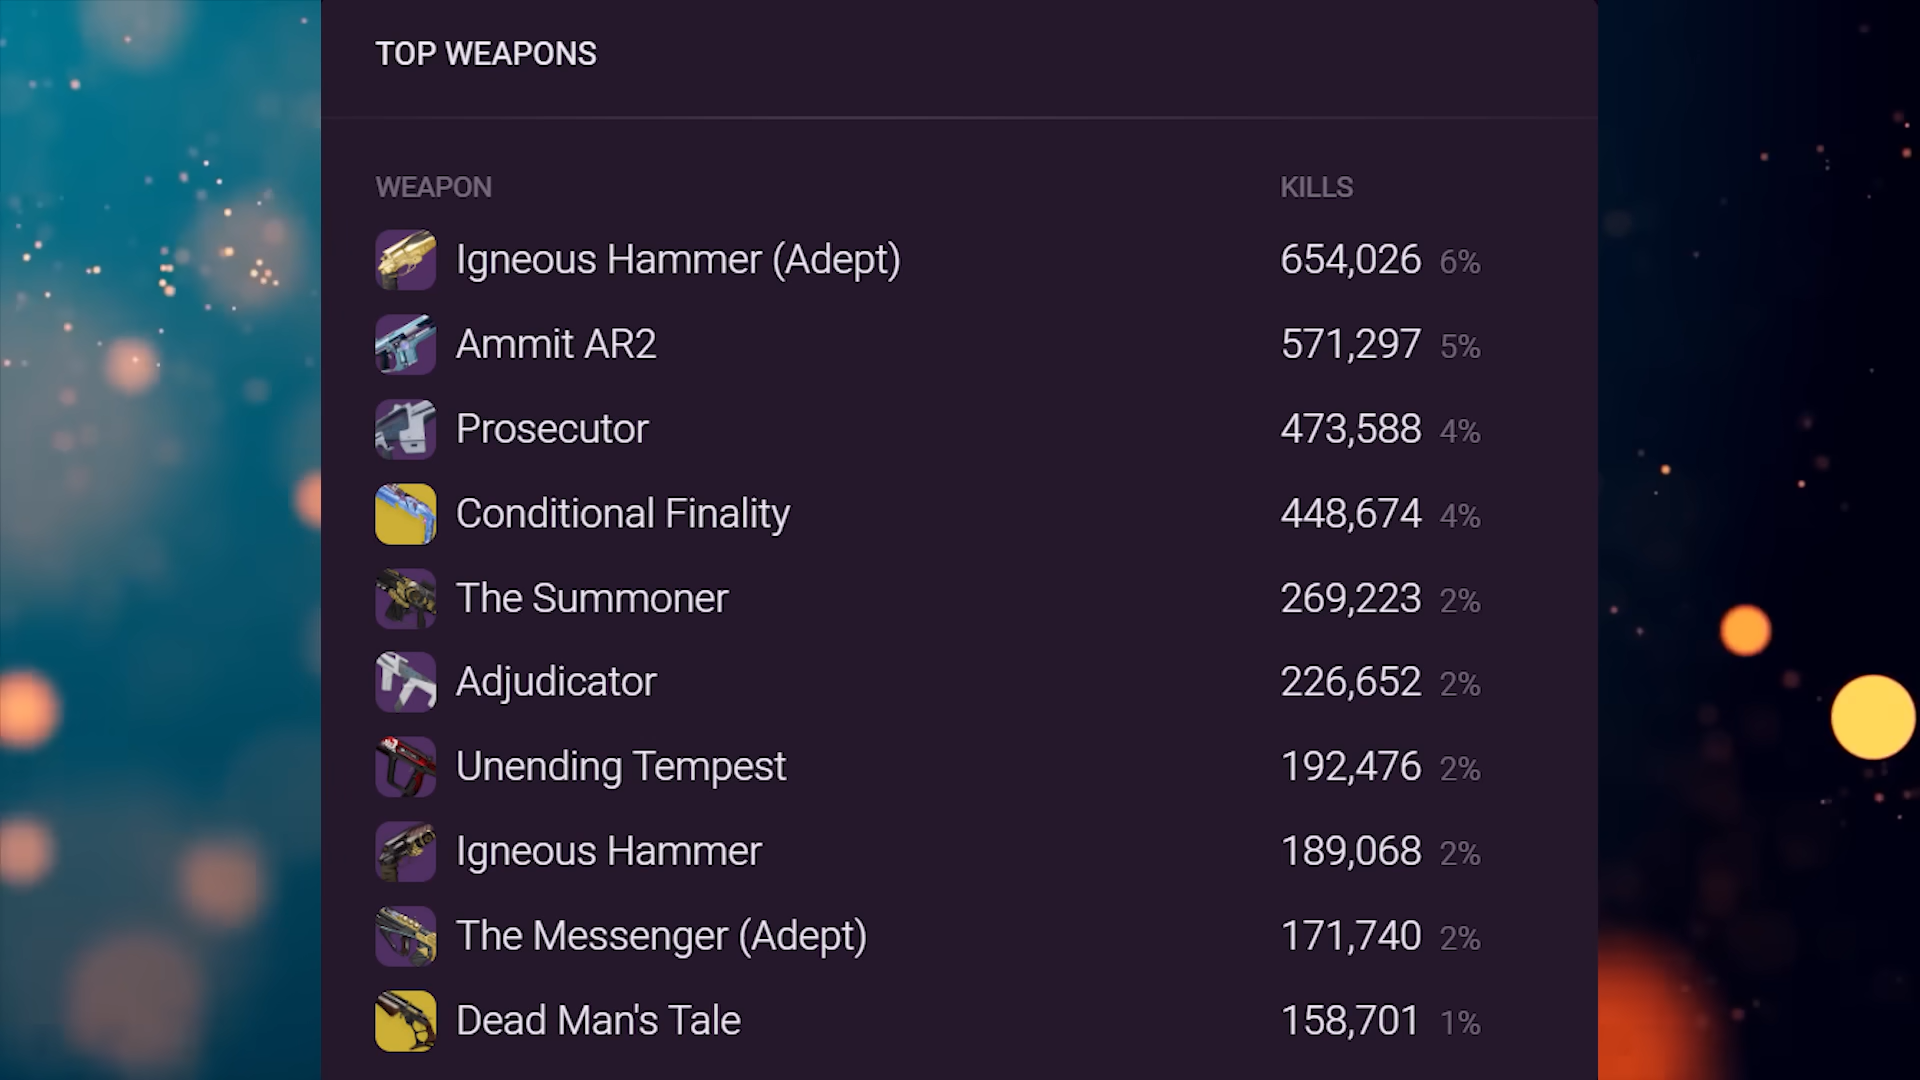 TOP WEAPONS
WEAPON KILLS
Igneous Hammer (Adept) 654,026 6%
Ammit AR2 571,297 5%
Prosecutor 473,588 4%
Conditional Finality 448,674 4%
The Summoner 269,223 2%
Adjudicator 226,652 2%
Unending Tempest 192,476 2%
Igneous Hammer 189,068 2%
The Messenger (Adept) 171,740 2%
Dead Man's Tale 158,701 1%